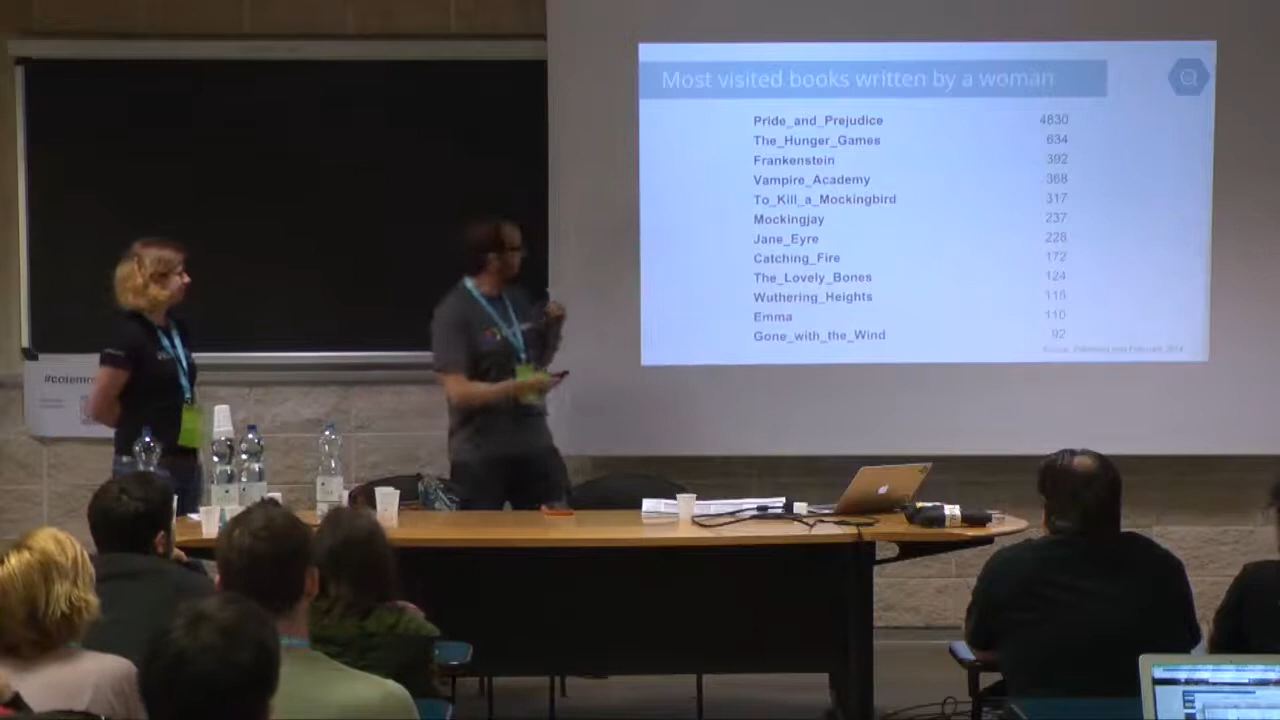 Most visited books written by a woman
Pride_and_Prejudice 4830
The_Hunger_Games 634
Frankenstein 392
Vampire_Academy 368
To_Kill_a_Mockingbird 317
Mockingjay 237
Jane_Eyre 228
Catching_Fire 172
The_Lovely_Bones 124
Wuthering_Heights
Emma 110
Gone_with_the_Wind 92